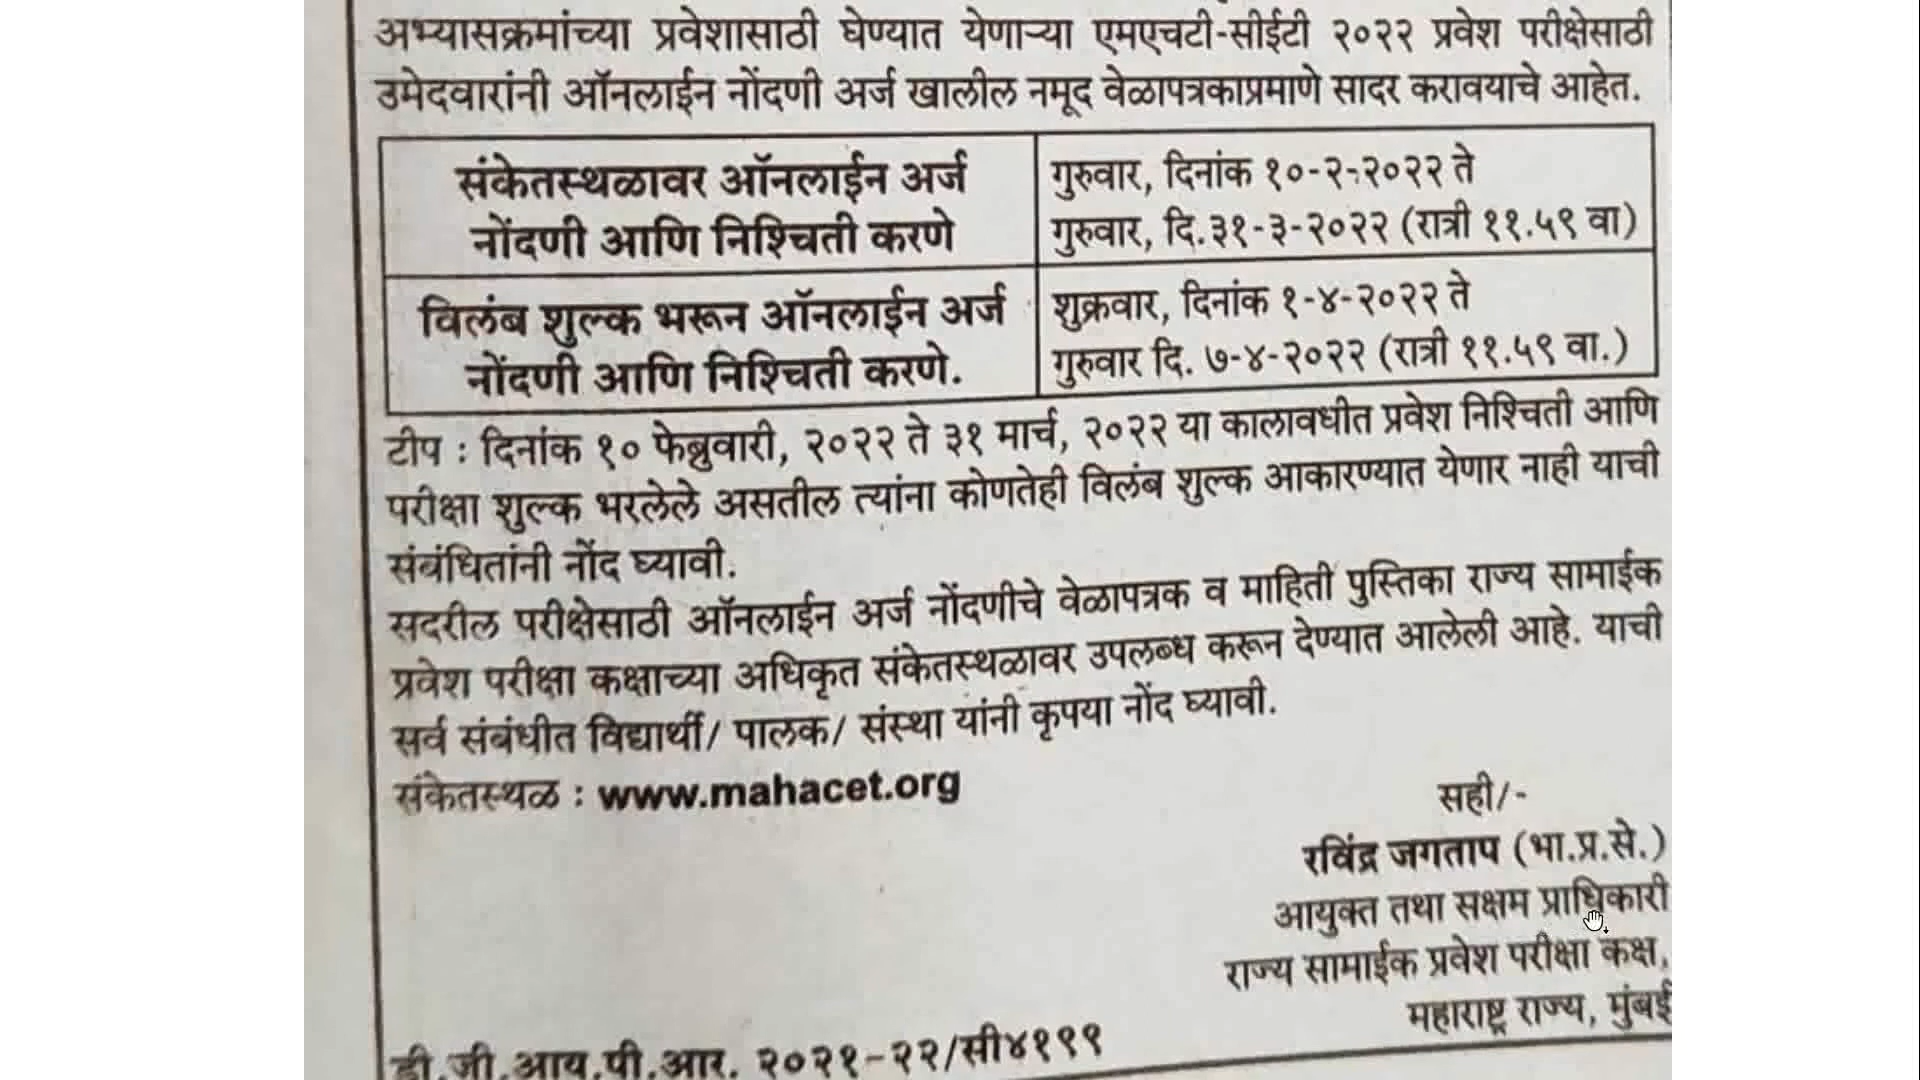 अभ्यासक्रमांच्या प्रवेशासाठी घेण्यात येणाऱ्या एमएचटी-सीईटी २०२२ प्रवेश परीक्षेसाठी
उमेदवारांनी ऑनलाईन नोंदणी अर्ज खालील नमूद वेळापत्रकाप्रमाणे सादर करावयाचे आहेत.
संकेतस्थळावर ऑनलाईन अर्ज
नोंदणी आणि निश्चिती करणे
गुरुवार, दिनांक १०-२-२०२२ ते
गुरुवार, दि.३१-३-२०२२ (रात्री ११.५९ वा)
विलंब शुल्क भरून ऑनलाईन अर्ज
नोंदणी आणि निश्चिती करणे.
शुक्रवार, दिनांक १-४-२०२२ ते
गुरुवार दि. ७-४-२०२२ (रात्री ११.५९ वा.)
टीप : दिनांक १० फेब्रुवारी, २०२२ ते ३१ मार्च, २०२२ या कालावधीत प्रवेश निश्चिती आणि
परीक्षा शुल्क भरलेले असतील त्यांना कोणतेही विलंब शुल्क आकारण्यात येणार नाही याची
संबंधितांनी नोंद घ्यावी.
सदरील परीक्षेसाठी ऑनलाईन अर्ज नोंदणीचे वेळापत्रक व माहिती पुस्तिका राज्य सामाईक
प्रवेश परीक्षा कक्षाच्या अधिकृत संकेतस्थळावर उपलब्ध करून देण्यात आलेली आहे. याची
सर्व संबंधीत विद्यार्थी/ पालक/ संस्था यांनी कृपया नोंद घ्यावी.
संकेतस्थळ : www.mahacet.org
सही/-
रविंद्र जगताप (भा.प्र.से.)
आयुक्त तथा सक्षम प्राधिकारी
राज्य सामाईक प्रवेश परीक्षा कक्ष,
महाराष्ट्र राज्य, मुंबई
डी.जी.आय.पी.आर. २०२१-२२/सी४१९९